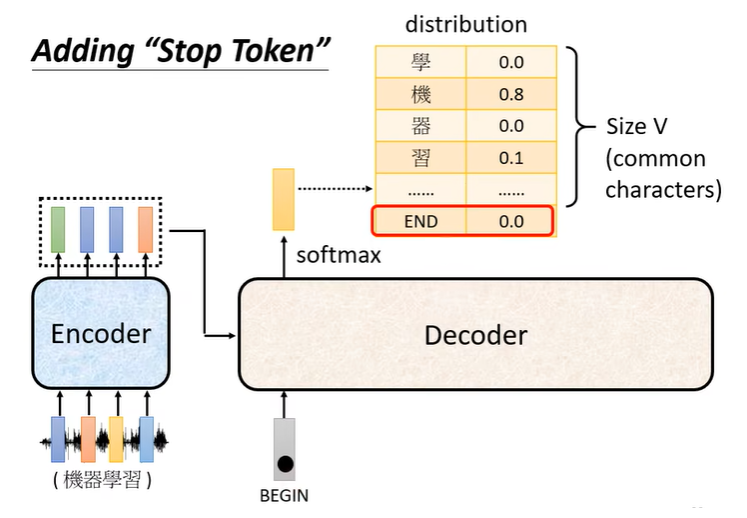 Adding “Stop Token”
distribution
學 0.0
機 0.8
器 0.0
習 0.1
...... ......
END 0.0
Size V
(common
characters)
softmax
Encoder
Decoder
( 機器學習 )
BEGIN